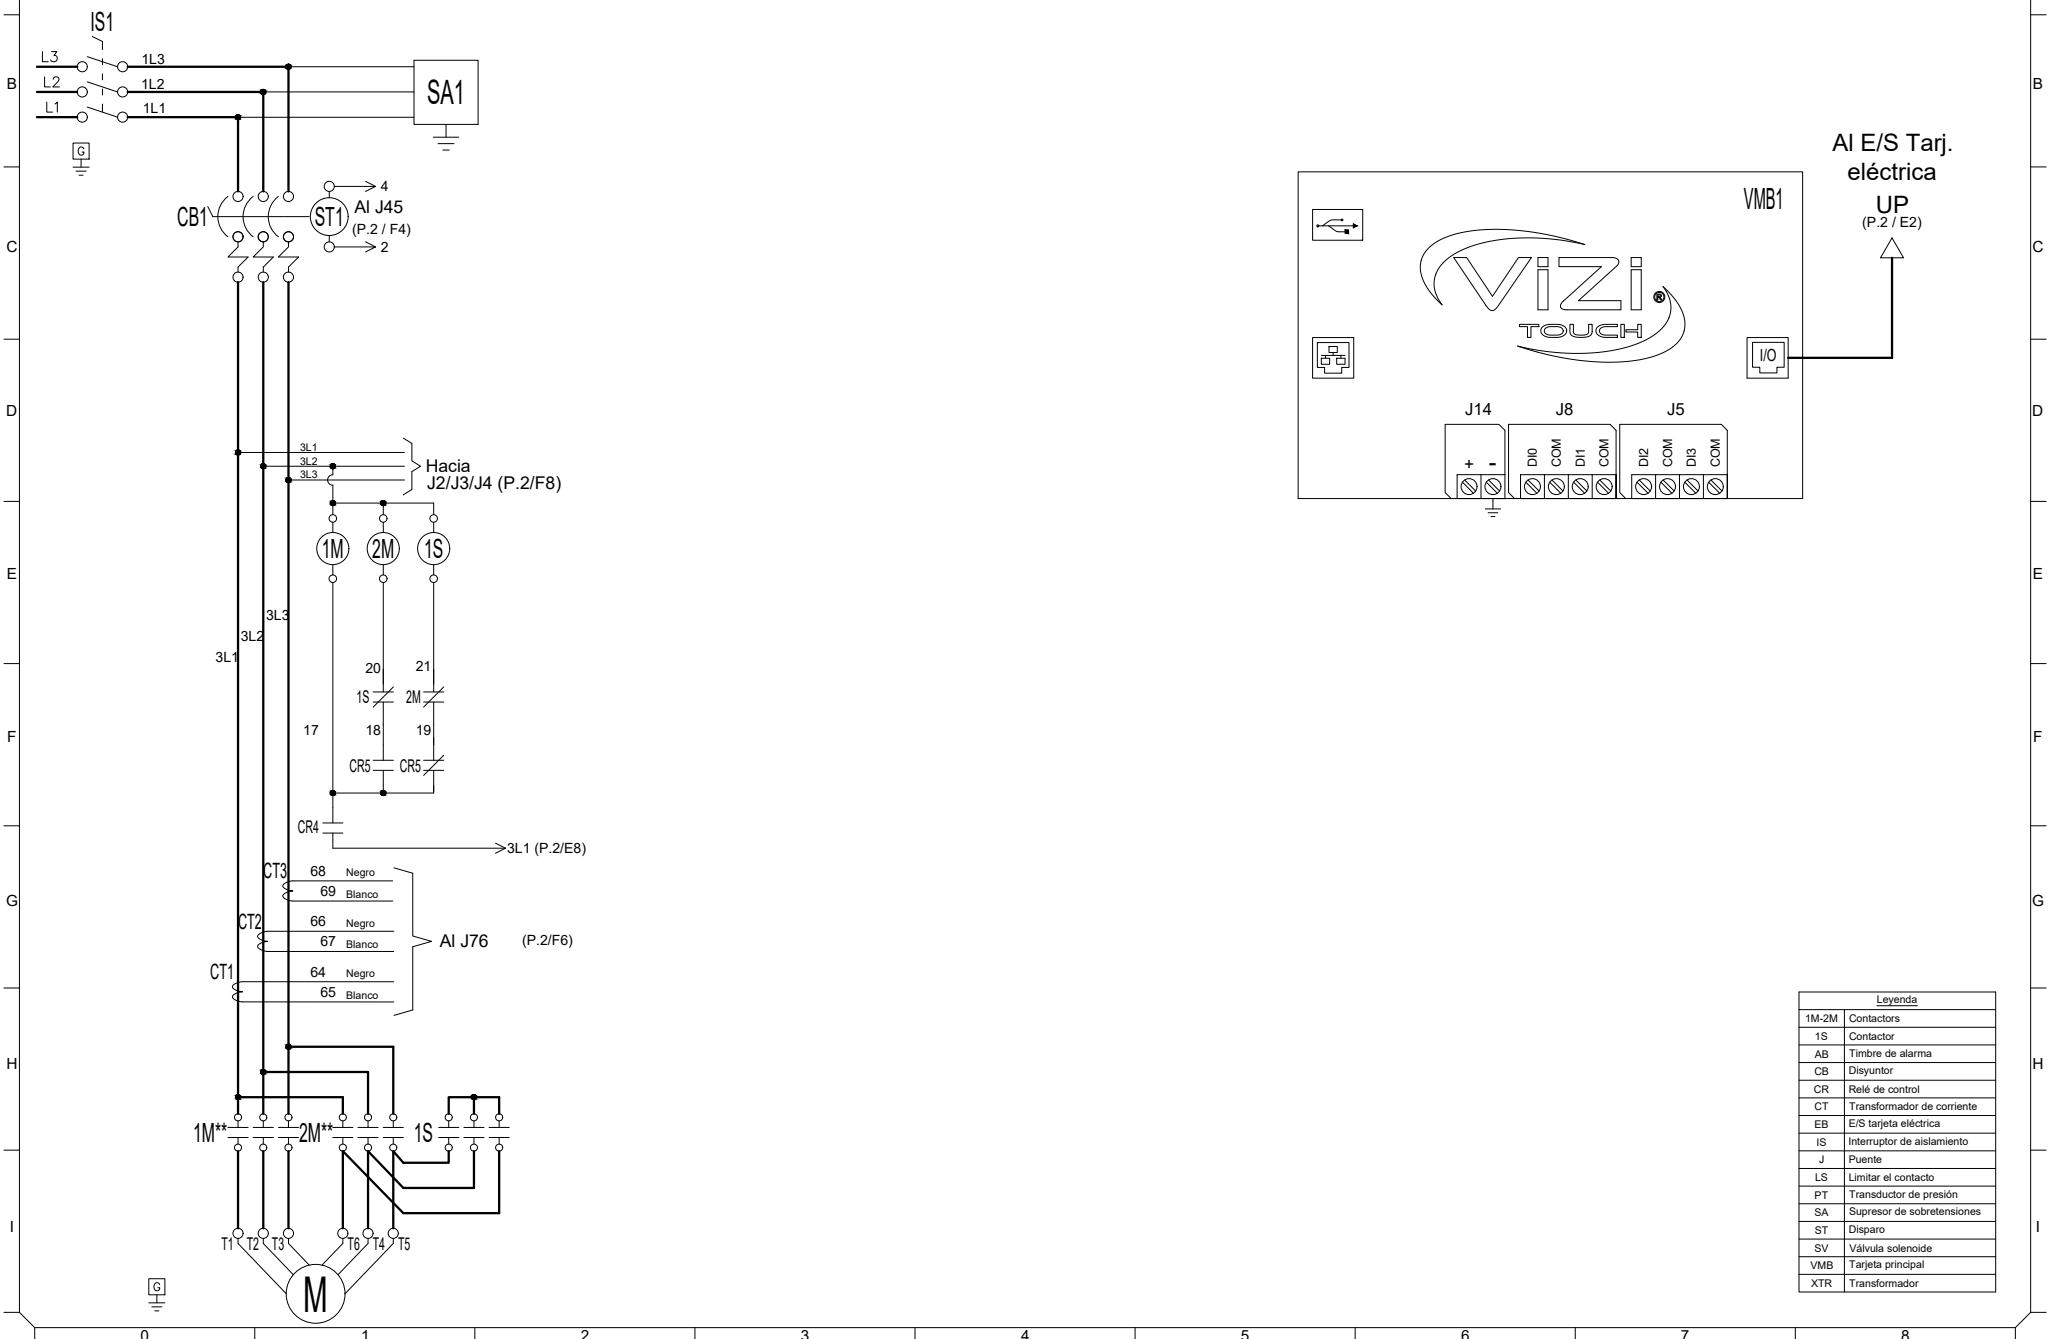 IS1
L3
1L3
B
L2
1L2
SA1
B
L1
1L1
G
AI E/S Tarj.
eléctrica
UP
(P.2 / E2)
4
CB1
ST1
AI J45
(P.2 / F4)
2
C
VMB1
ViZi
®
TOUCH
C
I/O
D
J14
J8
J5
D
+
-
DI0
COM
DI1
COM
DI2
COM
DI3
COM
3L1
3L2
3L3
Hacia
J2/J3/J4 (P.2/F8)
1M
2M
1S
E
E
3L3
3L2
3L1
20
21
1S
2M
17
18
19
F
F
CR5
CR5
CR4
3L1 (P.2/E8)
CT3
68
Negro
69
Blanco
G
G
CT2
66
Negro
67
Blanco
AI J76
(P.2/F6)
CT1
64
Negro
65
Blanco
H
H
1M**
2M**
1S
I
I
T1
T2
T3
T6
T4
T5
M
G
Leyenda
1M-2M Contactors
1S Contactor
AB Timbre de alarma
CB Disyuntor
CR Relé de control
CT Transformador de corriente
EB E/S tarjeta eléctrica
IS Interruptor de aislamiento
J Puente
LS Limitar el contacto
PT Transductor de presión
SA Supresor de sobretensiones
ST Disparo
SV Válvula solenoide
VMB Tarjeta principal
XTR Transformador
0
1
2
3
4
5
6
7
8